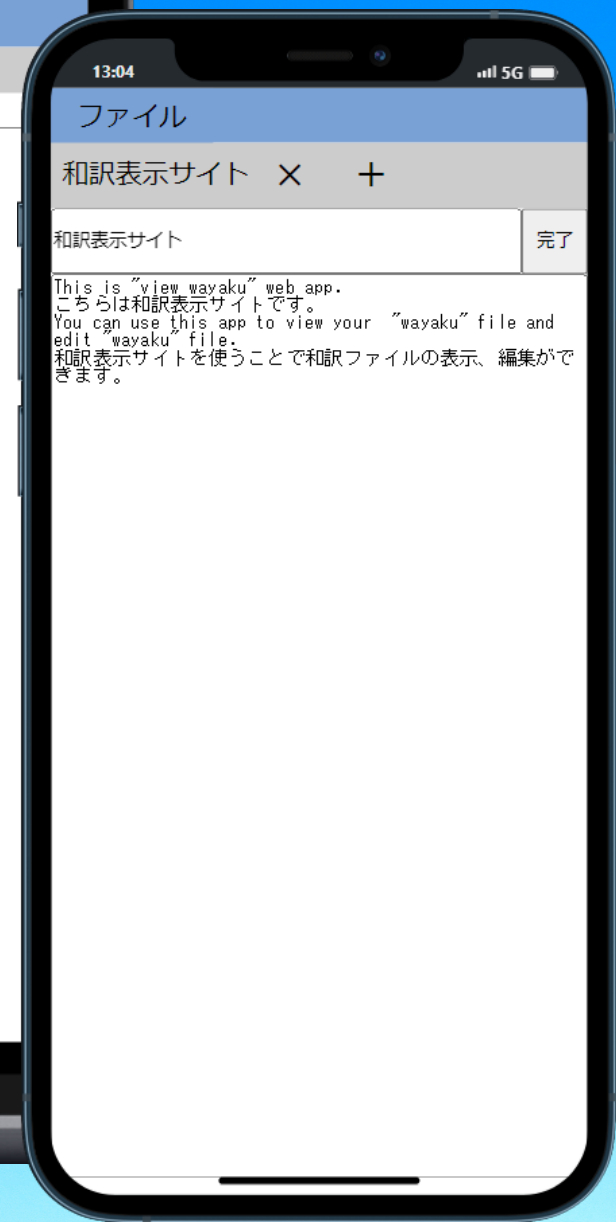 13:04
5G
ファイル
和訳表示サイト × +
和訳表示サイト
完了
This is "view wayaku" web app.
こちらは和訳表示サイトです。
You can use this app to view your "wayaku" file and
edit "wayaku" file.
和訳表示サイトを使うことで和訳ファイルの表示、編集がで
きます。